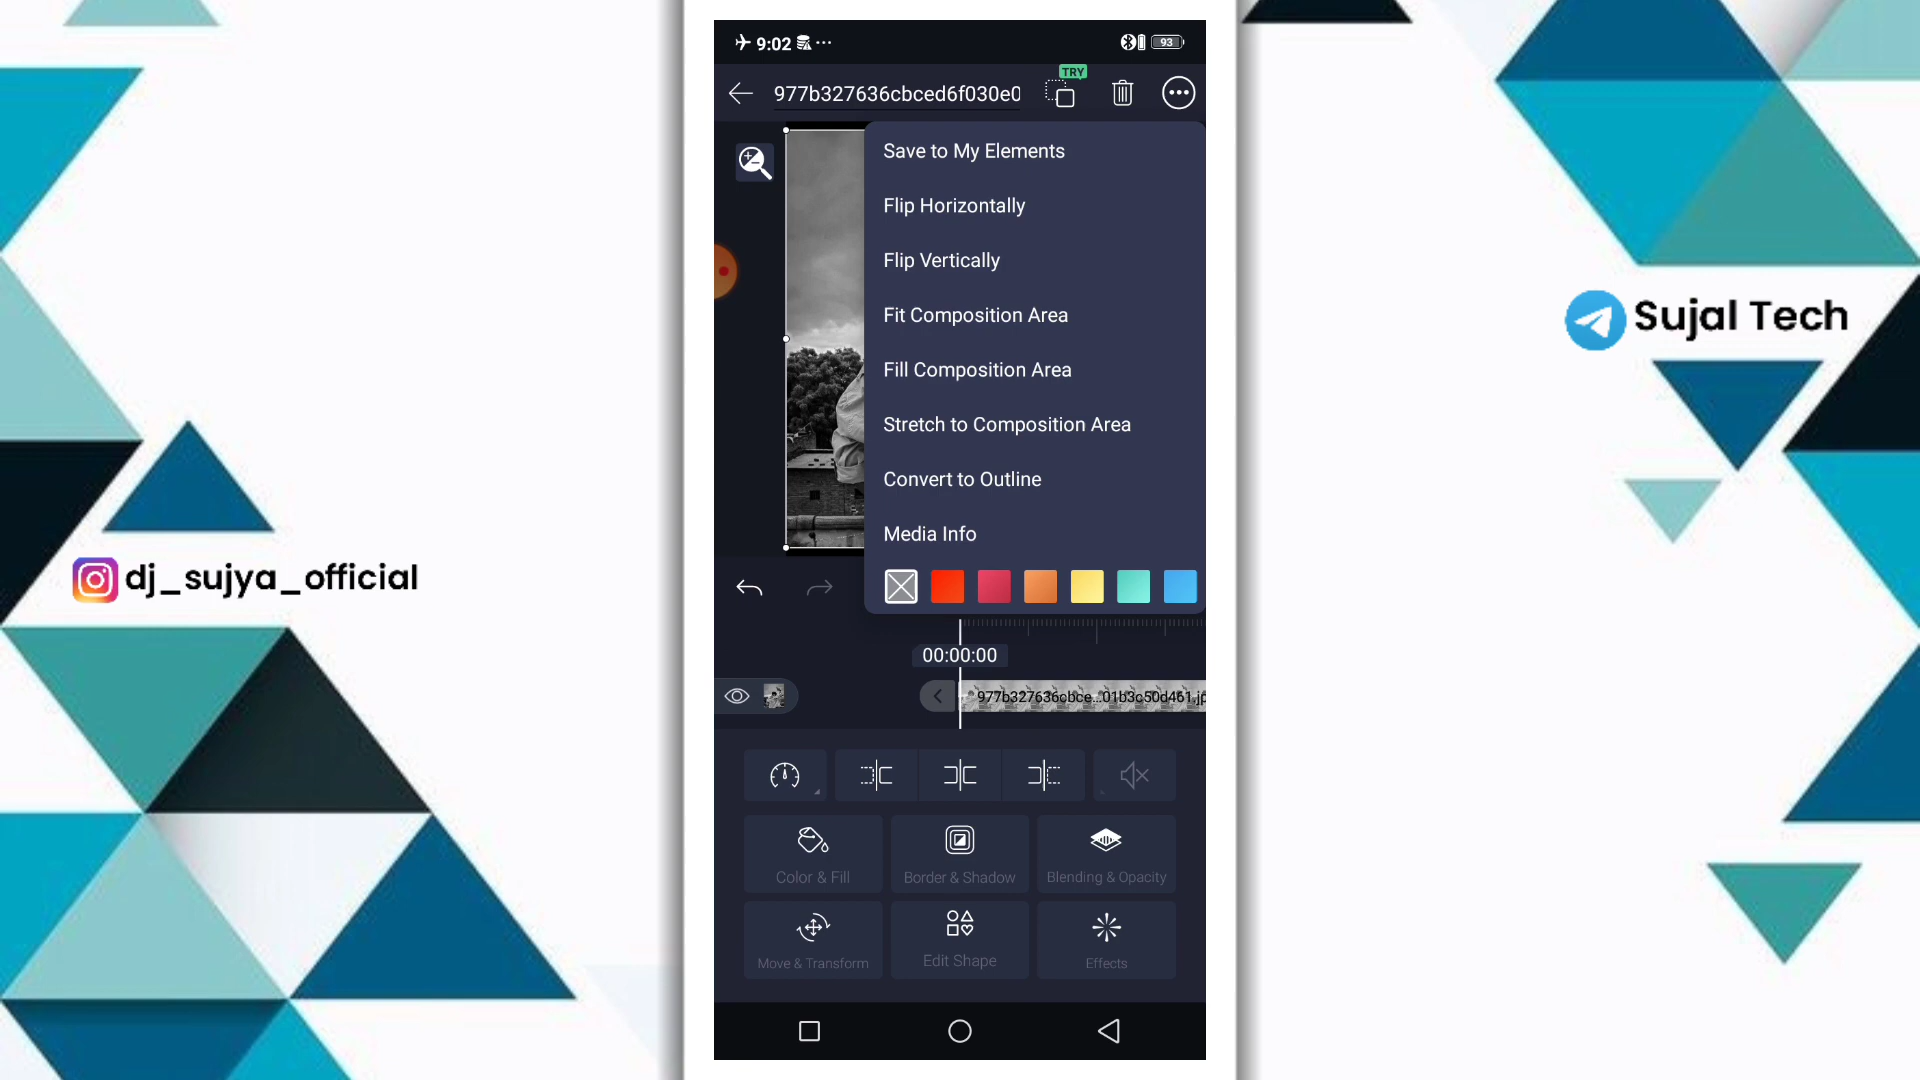 9:02
93
TRY
977b327636cbced6f030e0
Save to My Elements
Flip Horizontally
Flip Vertically
Fit Composition Area
Fill Composition Area
Stretch to Composition Area
Convert to Outline
Media Info
00:00:00
977b327636cbce...01b3c50d461.jp
Color & Fill
Border & Shadow
Blending & Opacity
Move & Transform
Edit Shape
Effects
dj_sujya_official
Sujal Tech